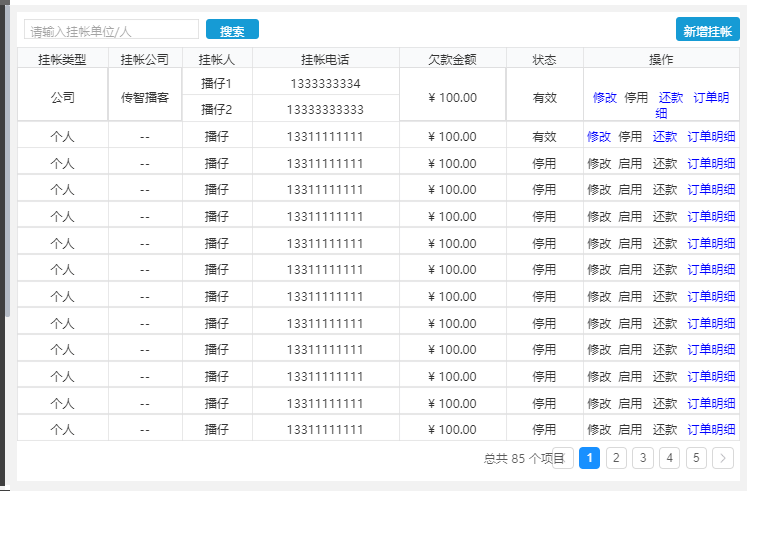 请输入挂帐单位/人 搜索 新增挂帐
挂帐类型 挂帐公司 挂帐人 挂帐电话 欠款金额 状态 操作
公司 传智播客 播仔1 1333333334 ¥ 100.00 有效 修改 停用 还款 订单明细
播仔2 13333333333
个人 -- 播仔 13311111111 ¥ 100.00 有效 修改 停用 还款 订单明细
个人 -- 播仔 13311111111 ¥ 100.00 停用 修改 启用 还款 订单明细
个人 -- 播仔 13311111111 ¥ 100.00 停用 修改 启用 还款 订单明细
个人 -- 播仔 13311111111 ¥ 100.00 停用 修改 启用 还款 订单明细
个人 -- 播仔 13311111111 ¥ 100.00 停用 修改 启用 还款 订单明细
个人 -- 播仔 13311111111 ¥ 100.00 停用 修改 启用 还款 订单明细
个人 -- 播仔 13311111111 ¥ 100.00 停用 修改 启用 还款 订单明细
个人 -- 播仔 13311111111 ¥ 100.00 停用 修改 启用 还款 订单明细
个人 -- 播仔 13311111111 ¥ 100.00 停用 修改 启用 还款 订单明细
个人 -- 播仔 13311111111 ¥ 100.00 停用 修改 启用 还款 订单明细
个人 -- 播仔 13311111111 ¥ 100.00 停用 修改 启用 还款 订单明细
个人 -- 播仔 13311111111 ¥ 100.00 停用 修改 启用 还款 订单明细
总共 85 个项目 1 2 3 4 5 >